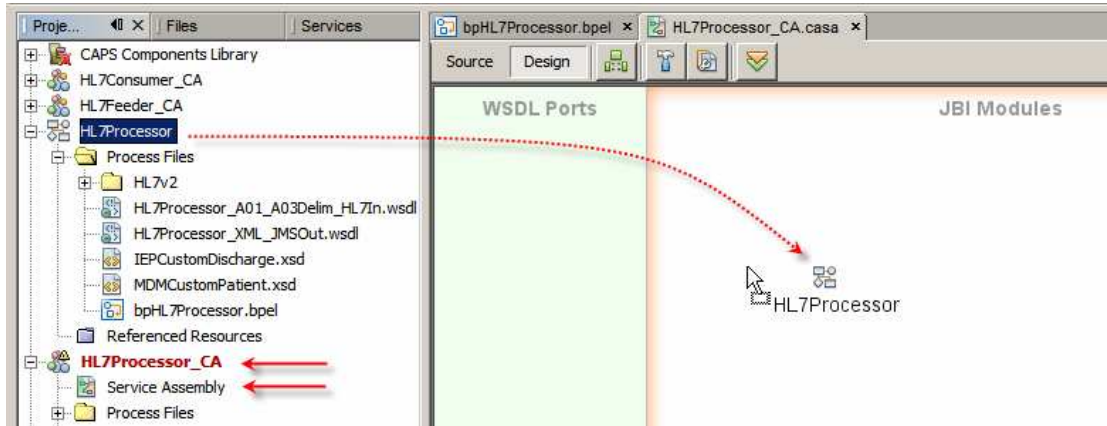 Proje...
Files
Services
CAPS Components Library
HL7Consumer_CA
HL7Feeder_CA
HL7Processor
Process Files
HL7v2
HL7Processor_A01_A03Delim_HL7In.wsdl
HL7Processor_XML_JMSOut.wsdl
IEPCustomDischarge.xsd
MDMCustomPatient.xsd
bpHL7Processor.bpel
Referenced Resources
HL7Processor_CA
Service Assembly
Process Files
bpHL7Processor.bpel
HL7Processor_CA.casa
Source
Design
WSDL Ports
JBI Modules
HL7Processor